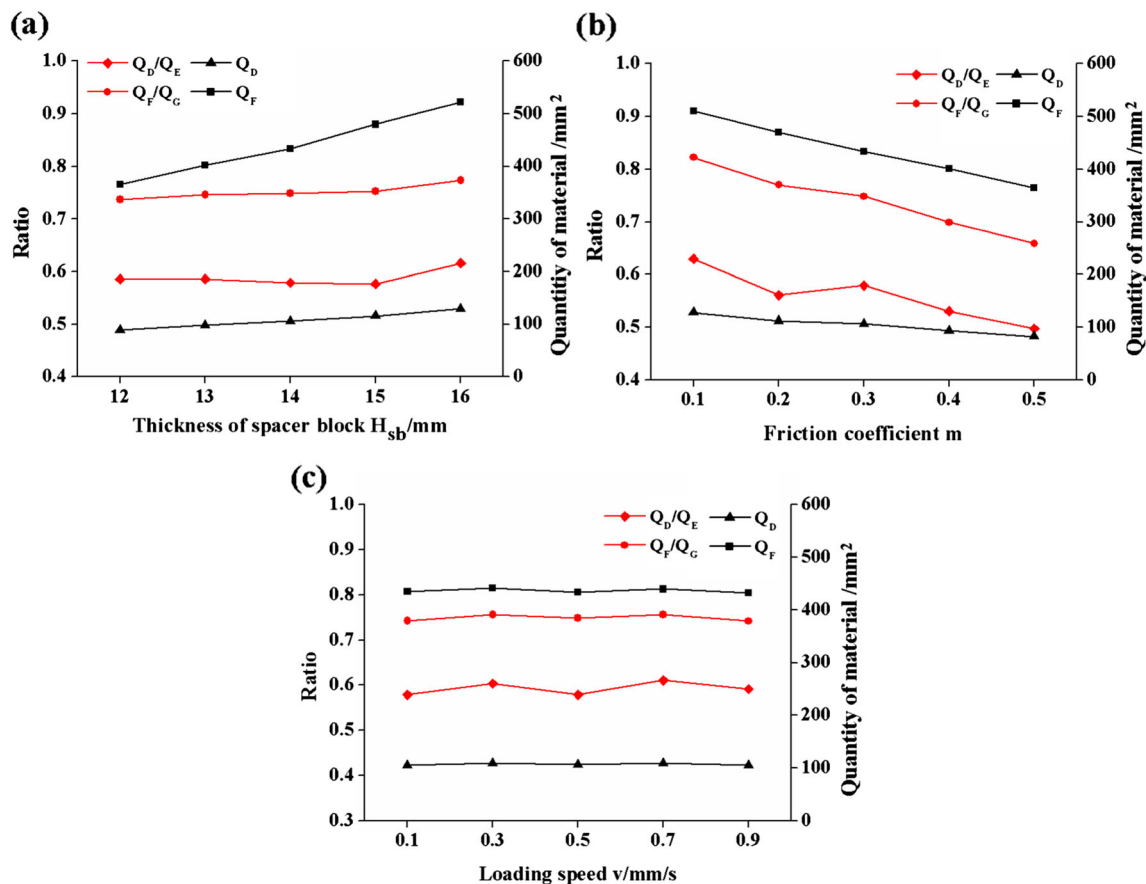 (a)
1.0
0.9
0.8
0.7
0.6
0.5
0.4
Ratio
Q_D/Q_E Q_D
Q_F/Q_G Q_F
600
500
400
300
200
100
0
Quantitiy of material /mm²
12 13 14 15 16
Thickness of spacer block H_sb/mm
(b)
1.0
0.9
0.8
0.7
0.6
0.5
0.4
Ratio
Q_D/Q_E Q_D
Q_F/Q_G Q_F
600
500
400
300
200
100
0
Quantity of material /mm²
0.1 0.2 0.3 0.4 0.5
Friction coefficient m
(c)
1.0
0.9
0.8
0.7
0.6
0.5
0.4
0.3
Ratio
Q_D/Q_E Q_D
Q_F/Q_G Q_F
600
500
400
300
200
100
0
Quantity of material /mm²
0.1 0.3 0.5 0.7 0.9
Loading speed v/mm/s